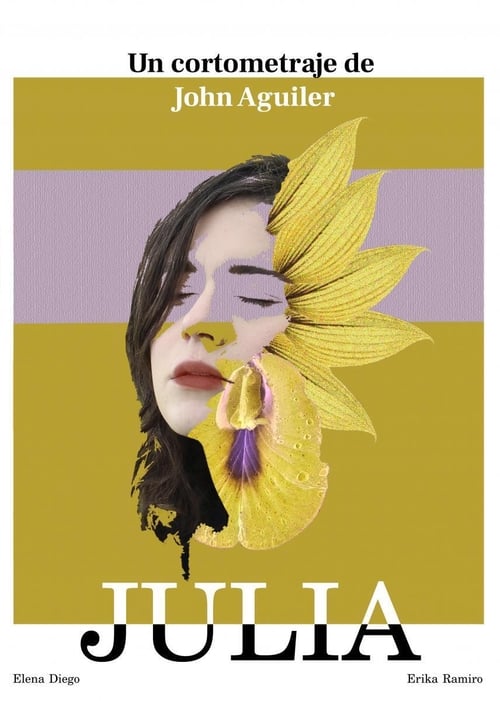 Un cortometraje de
John Aguiler
JULIA
Elena Diego
Erika Ramiro